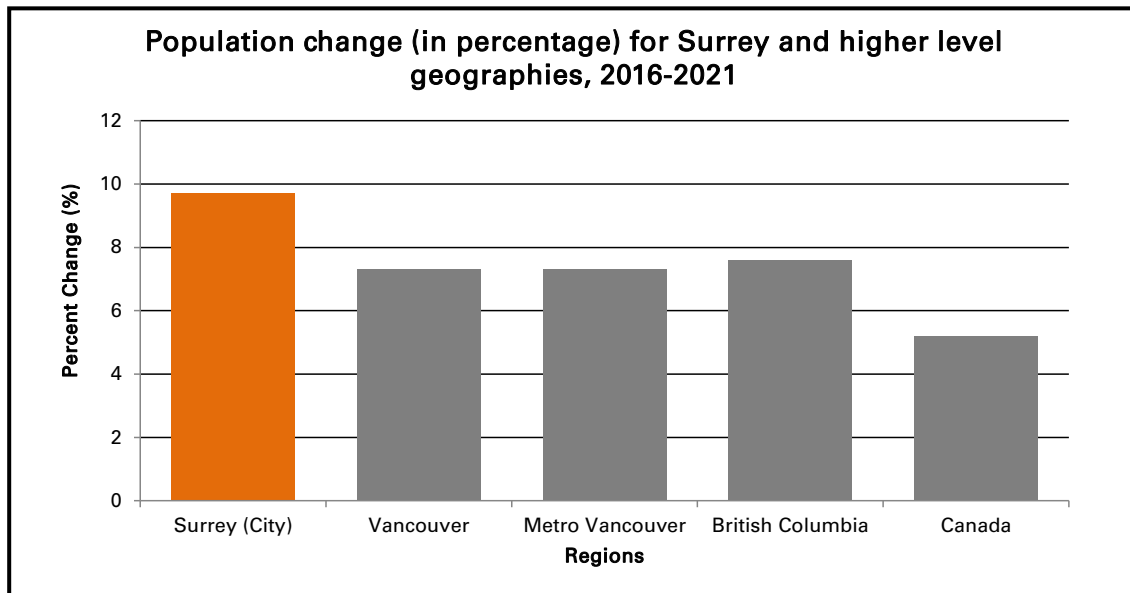 Population change (in percentage) for Surrey and higher level
geographies, 2016-2021
12
10
8
6
4
2
0
Percent Change (%)
Surrey (City)
Vancouver
Metro Vancouver
British Columbia
Canada
Regions